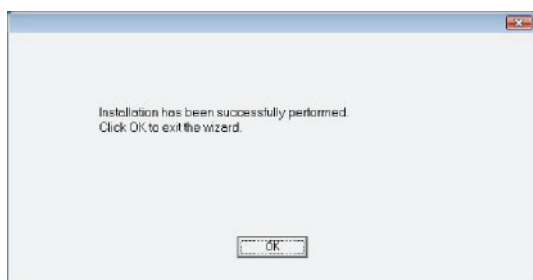 Installation has been successfully performed.
Click OK to exit the wizard.
OK